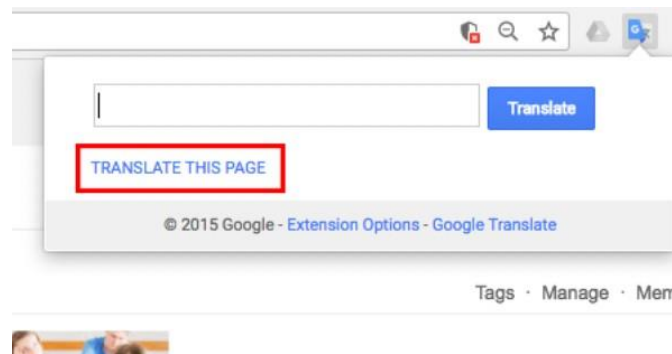 Translate
TRANSLATE THIS PAGE
© 2015 Google - Extension Options - Google Translate
Tags · Manage · Mem